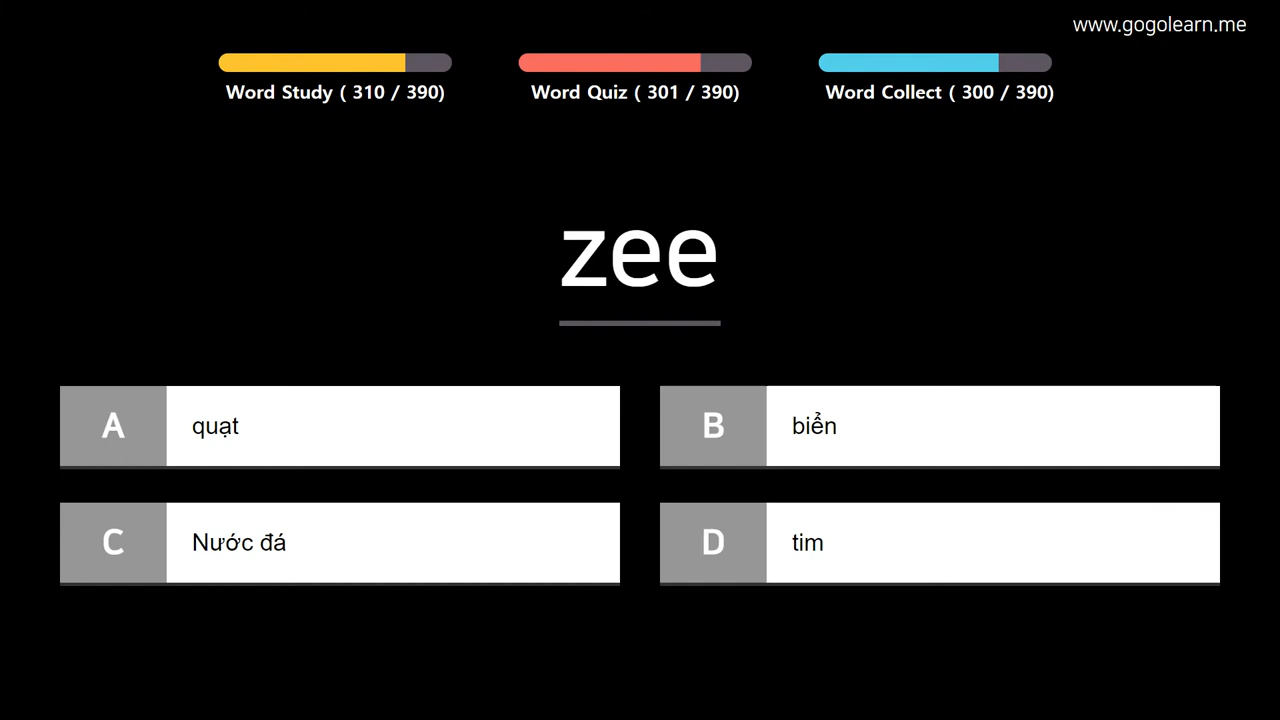 www.gogolearn.me
Word Study ( 310 / 390)
Word Quiz ( 301 / 390)
Word Collect ( 300 / 390)
zee
A quạt
B biển
C Nước đá
D tim